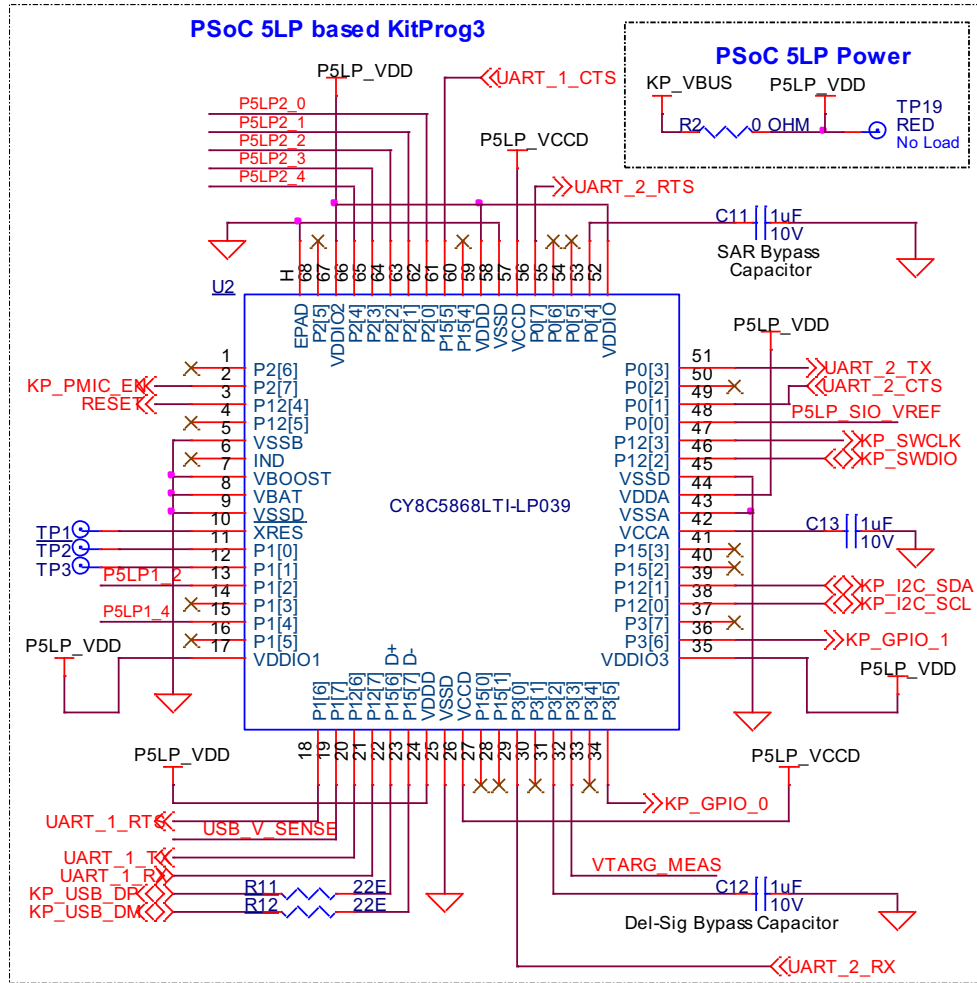 PSoC 5LP based KitProg3
PSoC 5LP Power
KP_VBUS
P5LP_VDD
R2
0 OHM
TP19
RED
No Load
P5LP_VDD
UART_1_CTS
P5LP2_0
P5LP2_1
P5LP2_2
P5LP2_3
P5LP2_4
P5LP_VCCD
UART_2_RTS
C11
1uF
10V
SAR Bypass
Capacitor
U2
H
68
67
66
65
64
63
62
61
60
59
58
57
56
55
54
53
52
EPAD
P2[5]
VDDIO2
P2[4]
P2[3]
P2[2]
P2[1]
P2[0]
P15[5]
P15[4]
VDDD
VSSD
VCCD
P0[7]
P0[6]
P0[5]
P0[4]
VDDIO
CY8C5868LTI-LP039
KP_PMIC_EN
RESET
1
2
3
4
5
6
7
8
9
10
11
12
13
14
15
16
17
P2[6]
P2[7]
P12[4]
P12[5]
VSSB
IND
VBOOST
VBAT
VSSD
XRES
P1[0]
P1[1]
P1[2]
P1[3]
P1[4]
P1[5]
VDDIO1
TP1
TP2
TP3
P5LP1_2
P5LP1_4
P5LP_VDD
P5LP_VDD
51
50
49
48
47
46
45
44
43
42
41
40
39
38
37
36
35
P0[3]
P0[2]
P0[1]
P0[0]
P12[3]
P12[2]
VSSD
VDDA
VSSA
VCCA
P15[3]
P15[2]
P12[1]
P12[0]
P3[7]
P3[6]
VDDIO3
UART_2_TX
UART_2_CTS
P5LP_SIO_VREF
KP_SWCLK
KP_SWDIO
C13
1uF
10V
KP_I2C_SDA
KP_I2C_SCL
KP_GPIO_1
P5LP_VDD
P1[6]
P1[7]
P12[6]
P12[7]
P15[6] D+
P15[7] D-
VDDD
VSSD
VCCD
P15[0]
P15[1]
P3[0]
P3[1]
P3[2]
P3[3]
P3[4]
P3[5]
18
19
20
21
22
23
24
25
26
27
28
29
30
31
32
33
34
P5LP_VDD
P5LP_VCCD
KP_GPIO_0
UART_1_RTS
USB_V_SENSE
UART_1_TX
UART_1_RX
KP_USB_DP
R11
22E
KP_USB_DM
R12
22E
VTARG_MEAS
C12
1uF
10V
Del-Sig Bypass Capacitor
UART_2_RX